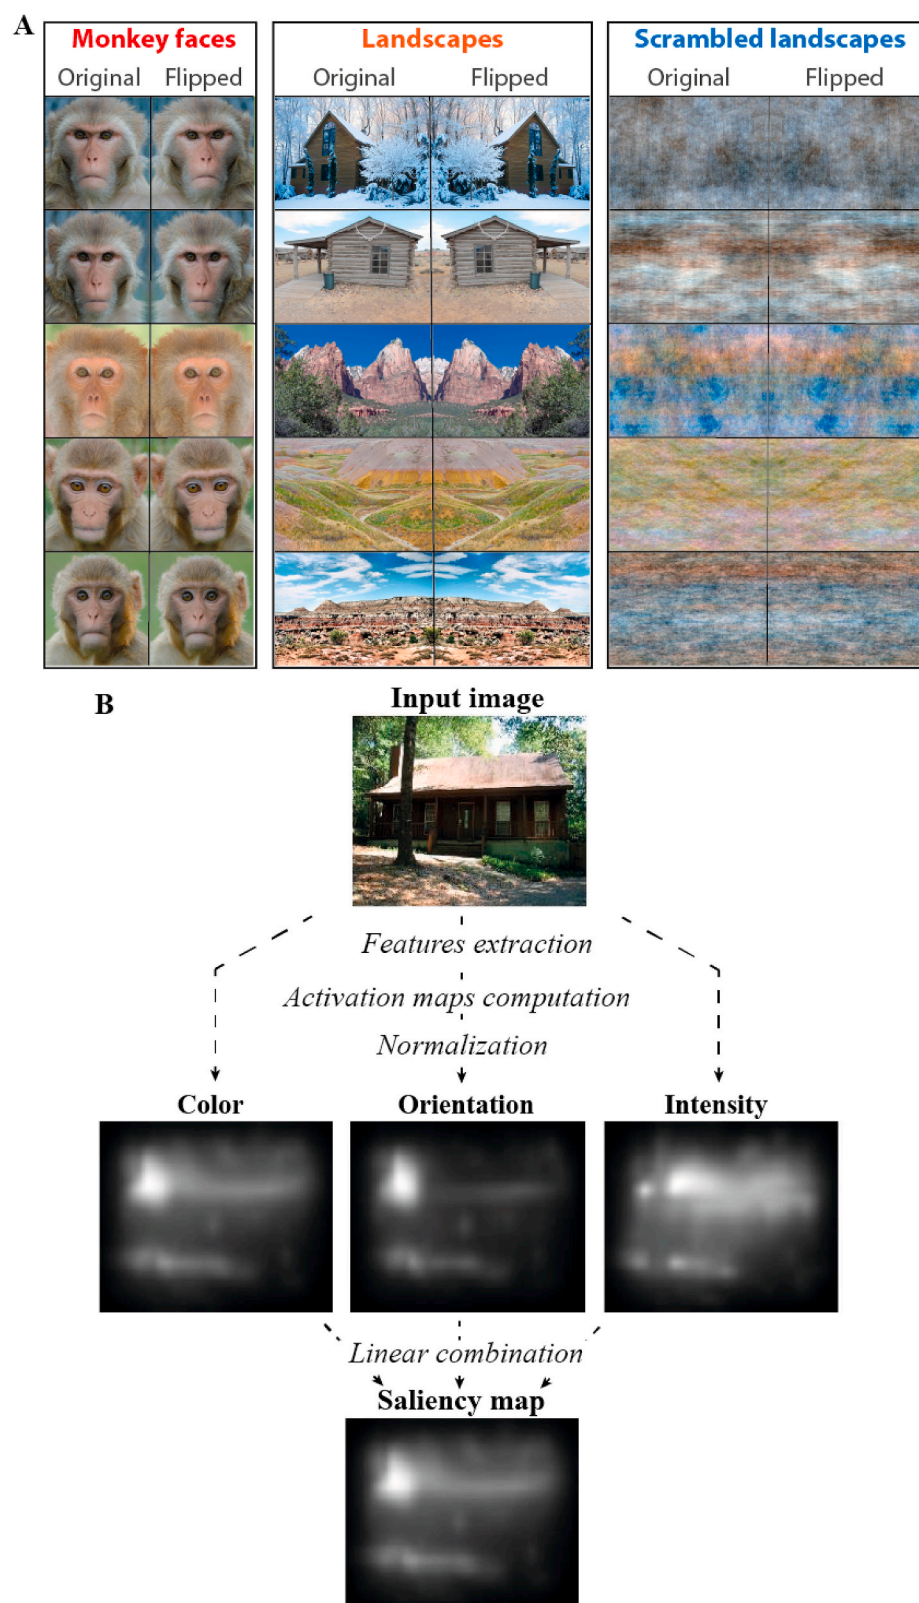 A
Monkey faces
Original Flipped
Landscapes
Original Flipped
Scrambled landscapes
Original Flipped
B
Input image
Features extraction
Activation maps computation
Normalization
Color Orientation Intensity
Linear combination
Saliency map